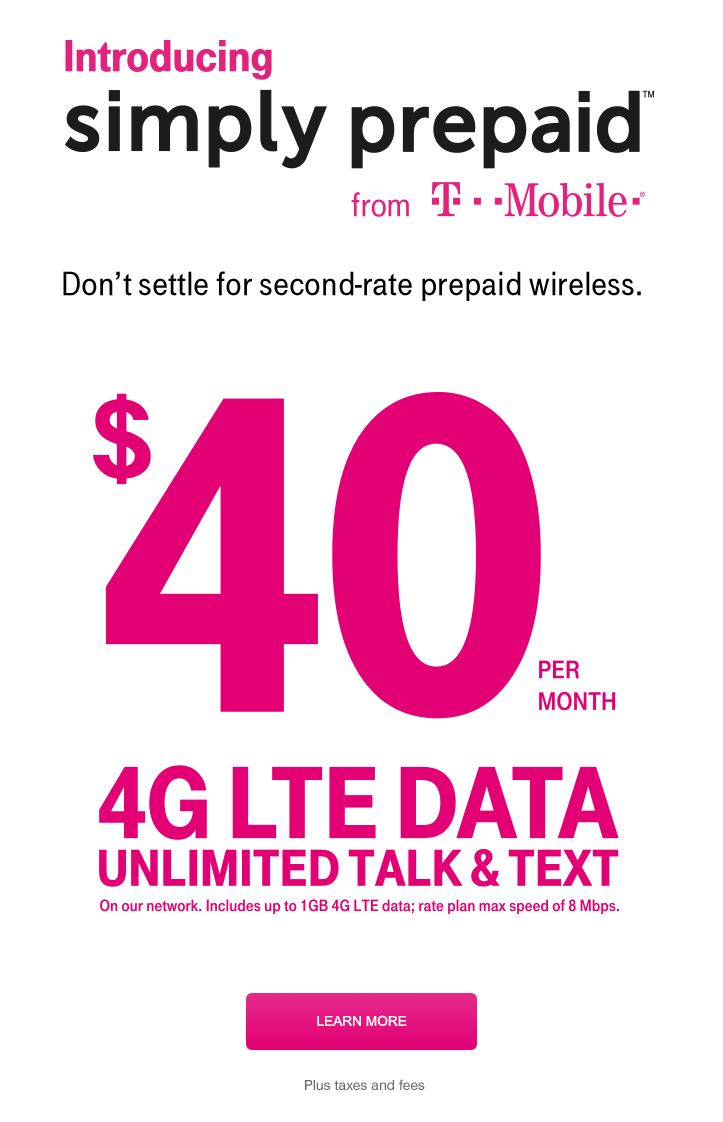 Introducing
simply prepaid™
from T··Mobile·®
Don't settle for second-rate prepaid wireless.
$40
PER
MONTH
4G LTE DATA
UNLIMITED TALK & TEXT
On our network. Includes up to 1GB 4G LTE data; rate plan max speed of 8 Mbps.
LEARN MORE
Plus taxes and fees